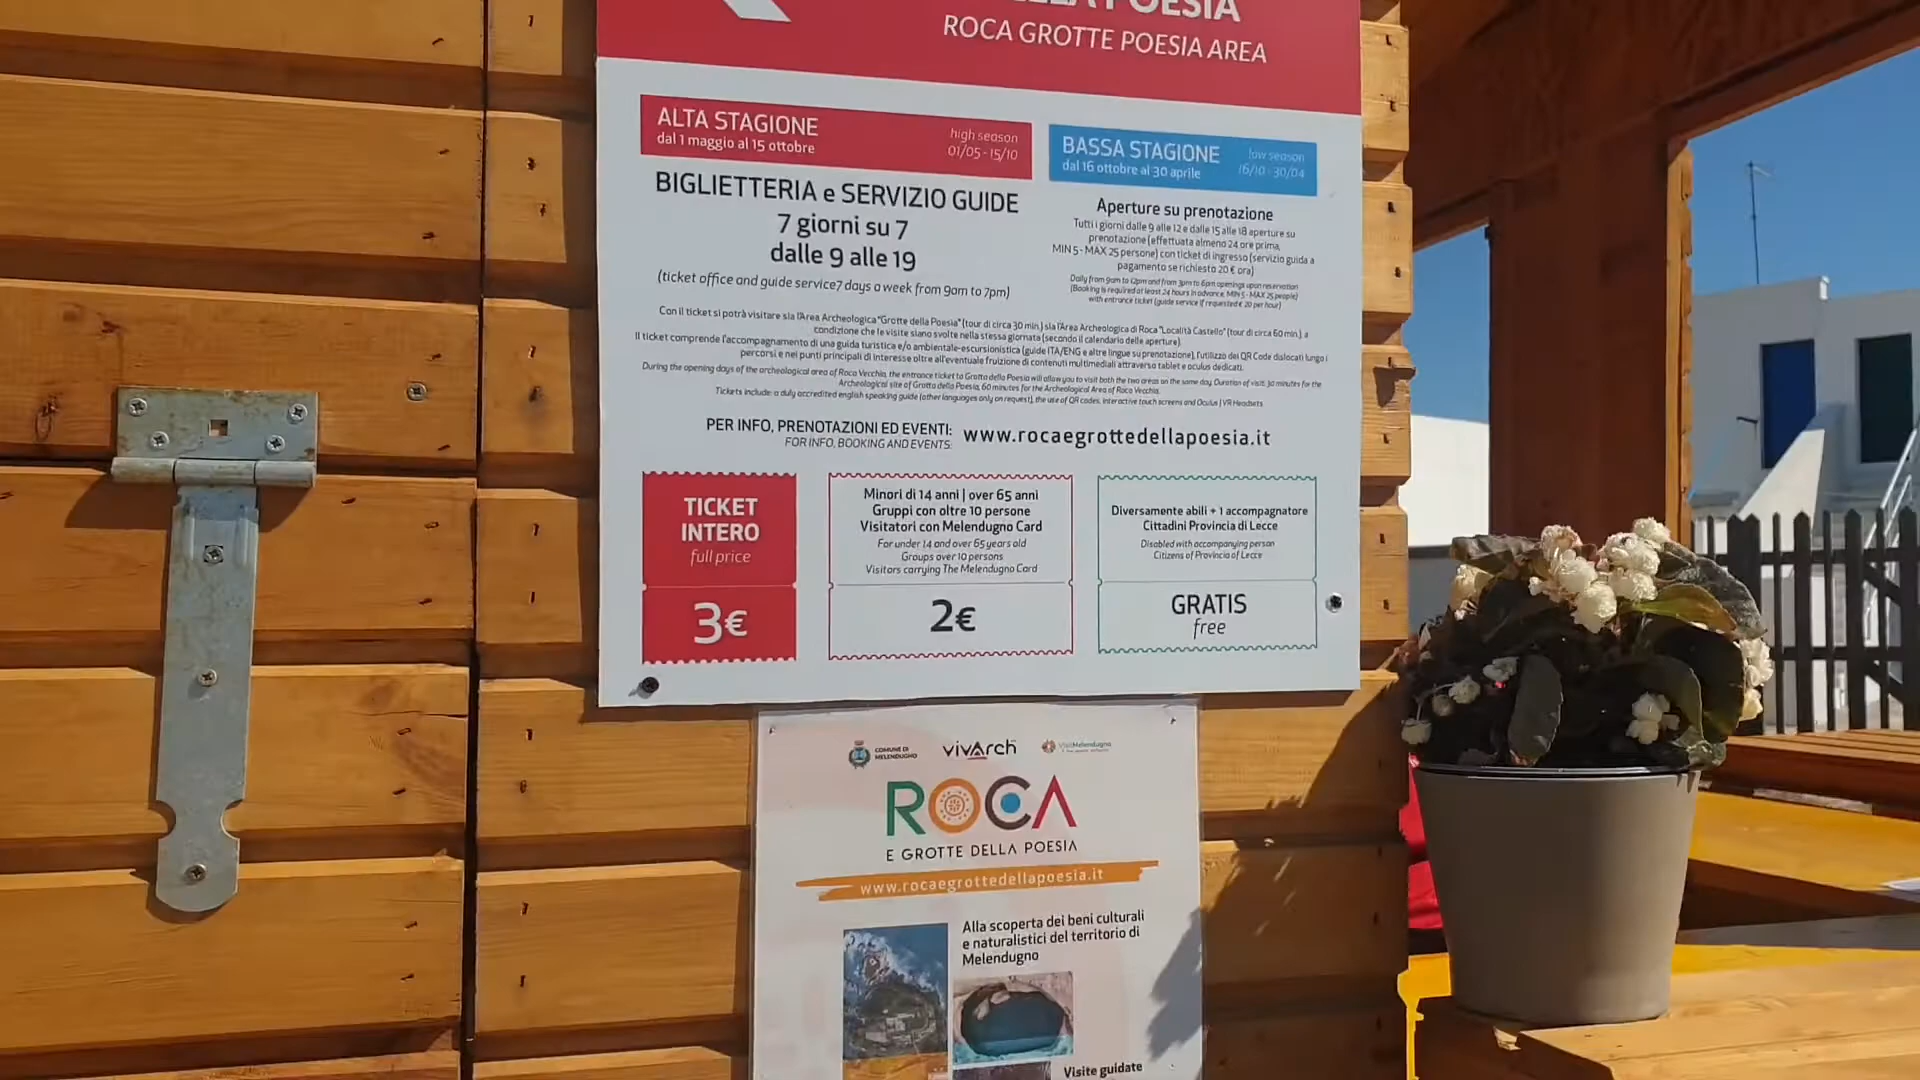 DELLA POESIA
ROCA GROTTE POESIA AREA
ALTA STAGIONE
dal 1 maggio al 15 ottobre
high season
01/05 - 15/10
BIGLIETTERIA e SERVIZIO GUIDE
7 giorni su 7
dalle 9 alle 19
(ticket office and guide service7 days a week from 9am to 7pm)
BASSA STAGIONE
dal 16 ottobre al 30 aprile
low season
16/10 - 30/04
Aperture su prenotazione
Tutti i giorni dalle 9 alle 12 e dalle 15 alle 18 aperture su
prenotazione (effettuata almeno 24 ore prima,
MIN 5 - MAX 25 persone) con ticket di ingresso (servizio guida a
pagamento se richiesto 20 € ora)
Daily from 9am to 12pm and from 3pm to 6pm openings upon reservation
(Booking is required at least 24 hours in advance, MIN 5 - MAX 25 people)
with entrance ticket (guide service if requested € 20 per hour)
Con il ticket si potrà visitare sia l'Area Archeologica "Grotte della Poesia" (tour di circa 30 min.) sia l'Area Archeologica di Roca "Località Castello" (tour di circa 60 min.) a
condizione che le visite siano svolte nella stessa giornata (secondo il calendario delle aperture).
Il ticket comprende l'accompagnamento di una guida turistica e/o ambientale-escursionistica (guide ITA/ENG e altre lingue su prenotazione), l'utilizzo dei QR Code dislocati lungo i
percorsi e nei punti principali di interesse oltre all'eventuale fruizione di contenuti multimediali attraverso tablet e oculus dedicati.
During the opening days of the archeological area of Roca Vecchia, the entrance ticket to Grotta della Poesia will allow you to visit both the two areas on the same day. Duration of visit: 30 minutes for the
Archeological site of Grotta della Poesia, 60 minutes for the Archeological Area of Roca Vecchia.
Tickets include: a duly accredited english speaking guide (other languages only on request), the use of QR codes, interactive touch screens and Oculus | VR Headsets
PER INFO, PRENOTAZIONI ED EVENTI:
FOR INFO, BOOKING AND EVENTS:
www.rocaegrottedellapoesia.it
TICKET
INTERO
full price
3€
Minori di 14 anni | over 65 anni
Gruppi con oltre 10 persone
Visitatori con Melendugno Card
For under 14 and over 65 years old
Groups over 10 persons
Visitors carrying The Melendugno Card
2€
Diversamente abili + 1 accompagnatore
Cittadini Provincia di Lecce
Disabled with accompanying person
Citizens of Province of Lecce
GRATIS
free
COMUNE DI
MELENDUGNO
vivArch
VisitMelendugno
ROCA
E GROTTE DELLA POESIA
www.rocaegrottedellapoesia.it
Alla scoperta dei beni culturali
e naturalistici del territorio di
Melendugno
Visite guidate